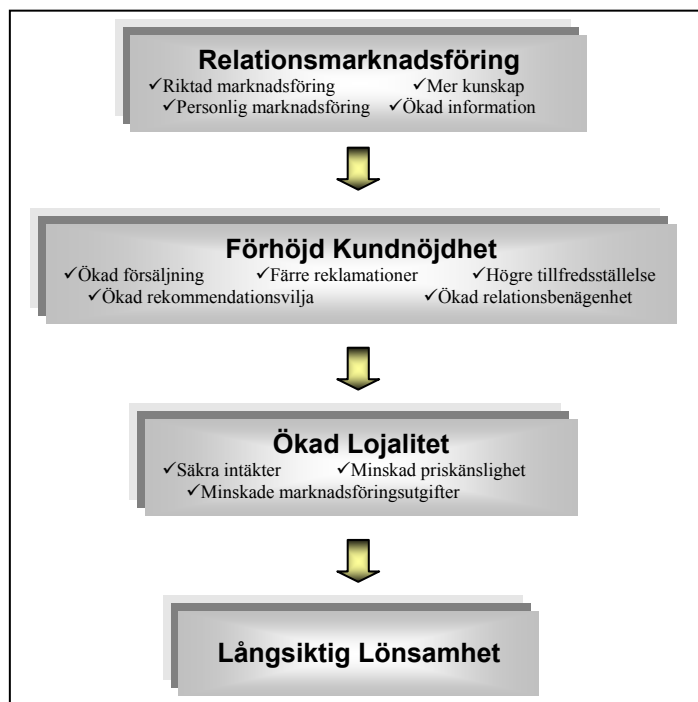 Relationsmarknadsföring
✓Riktad marknadsföring ✓Mer kunskap
✓Personlig marknadsföring ✓Ökad information
Förhöjd Kundnöjdhet
✓Ökad försäljning ✓Färre reklamationer ✓Högre tillfredsställelse
✓Ökad rekommendationsvilja ✓Ökad relationsbenägenhet
Ökad Lojalitet
✓Säkra intäkter ✓Minskad priskänslighet
✓Minskade marknadsföringsutgifter
Långsiktig Lönsamhet